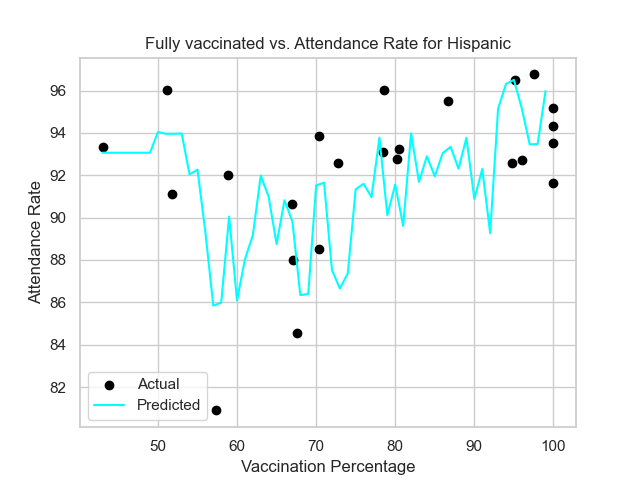 Fully vaccinated vs. Attendance Rate for Hispanic
96
94
92
90
88
86
84
82
Attendance Rate
Actual
Predicted
50 60 70 80 90 100
Vaccination Percentage